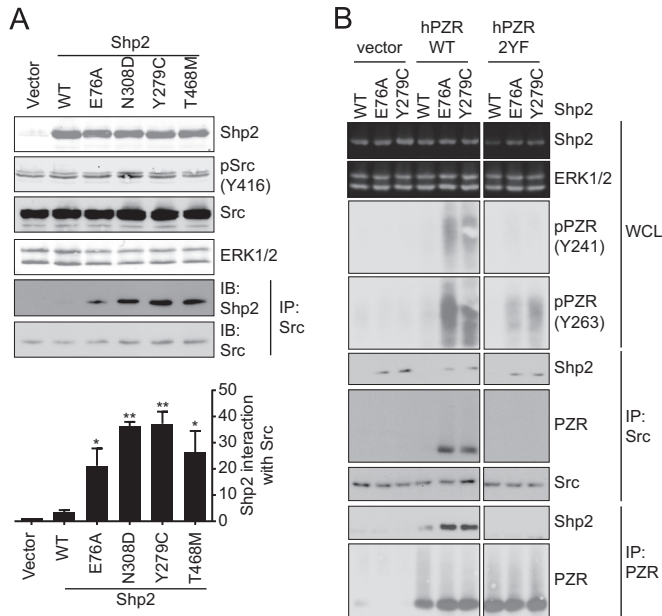 A
Shp2
Vector
WT
E76A
N308D
Y279C
T468M
Shp2
pSrc
(Y416)
Src
ERK1/2
IB:
Shp2
IB:
Src
IP:
Src
50
40
30
20
10
0
Shp2 interaction
with Src
*
**
**
*
Vector
WT
E76A
N308D
Y279C
T468M
Shp2
B
vector
hPZR
WT
hPZR
2YF
WT
E76A
Y279C
WT
E76A
Y279C
WT
E76A
Y279C
Shp2
Shp2
ERK1/2
pPZR
(Y241)
pPZR
(Y263)
WCL
Shp2
PZR
Src
IP:
Src
Shp2
PZR
IP:
PZR